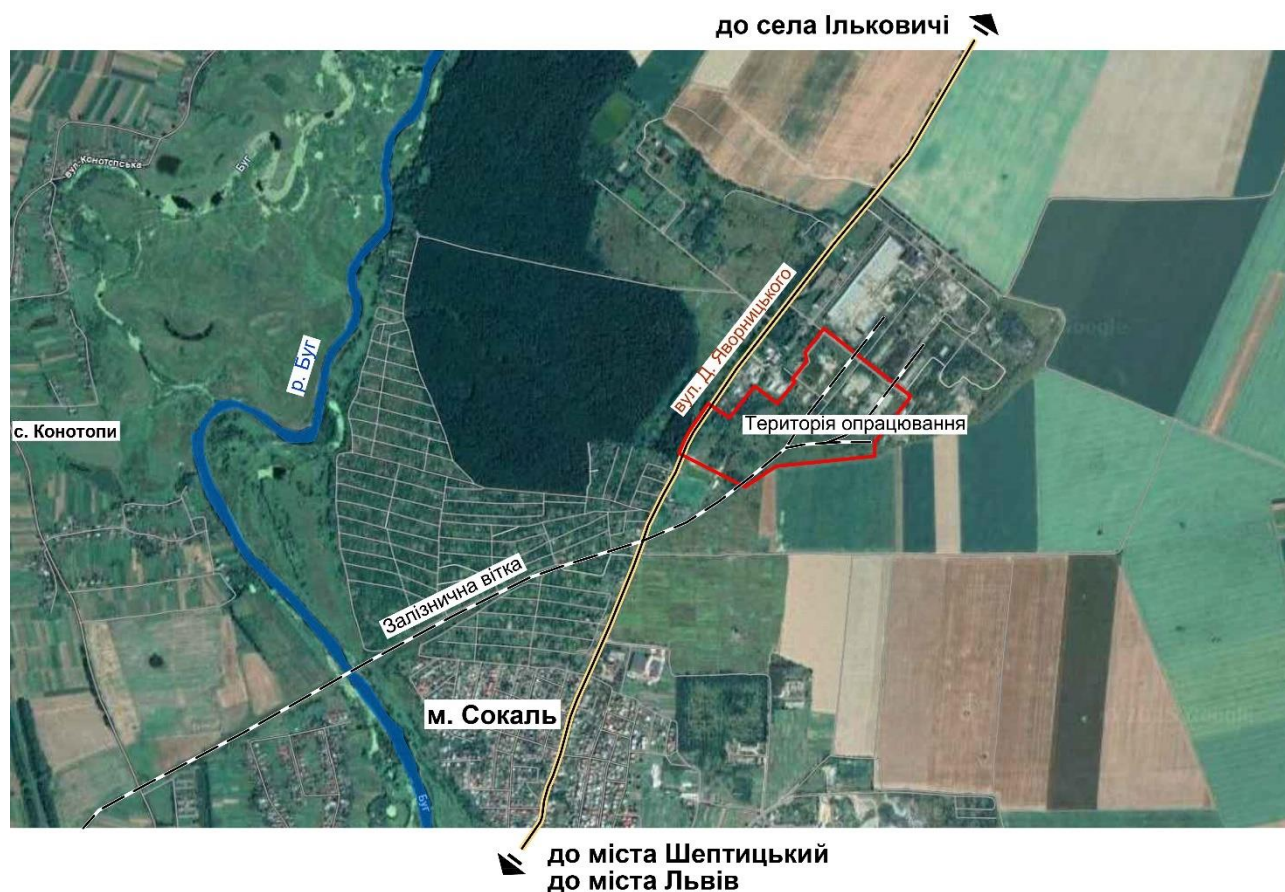 до села Ільковичі
вул. Конотопська
Буг
р. Буг
вул. Д. Яворницького
с. Конотопи
Територія опрацювання
Залізнична вітка
м. Сокаль
Буг
до міста Шептицький
до міста Львів